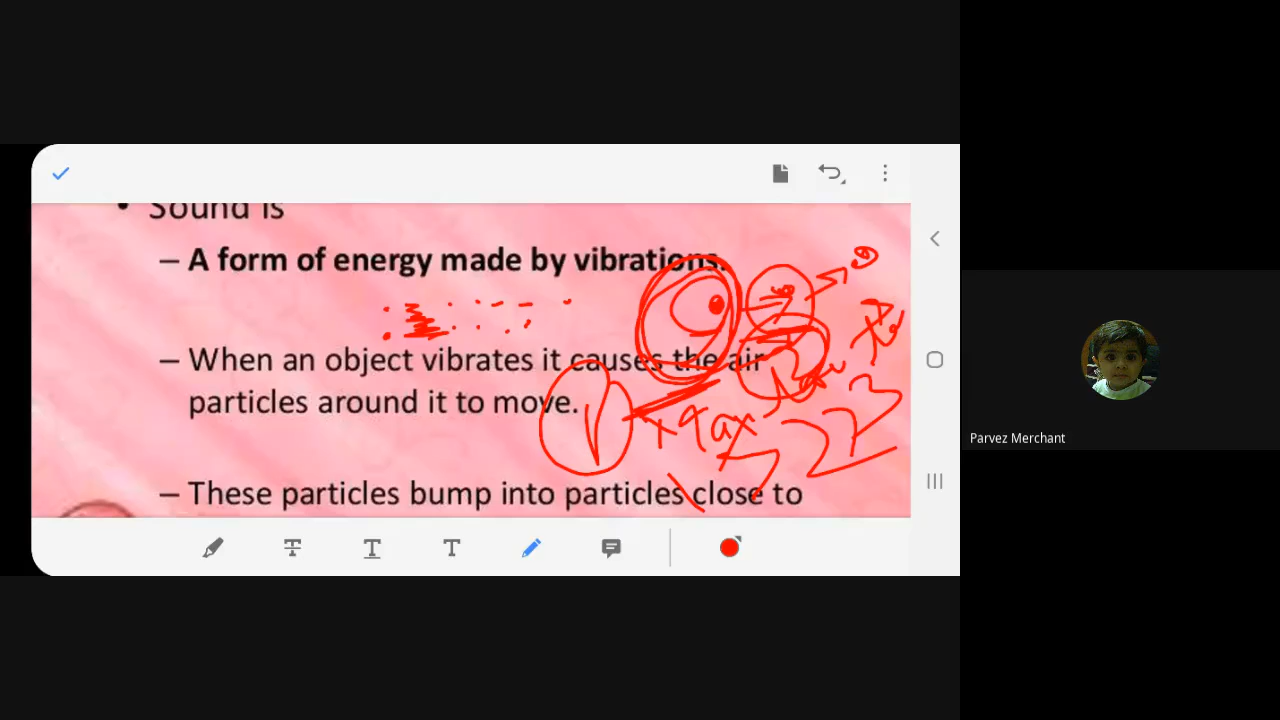 • Sound is
– A form of energy made by vibrations.
– When an object vibrates it causes the air
particles around it to move.
– These particles bump into particles close to
Parvez Merchant